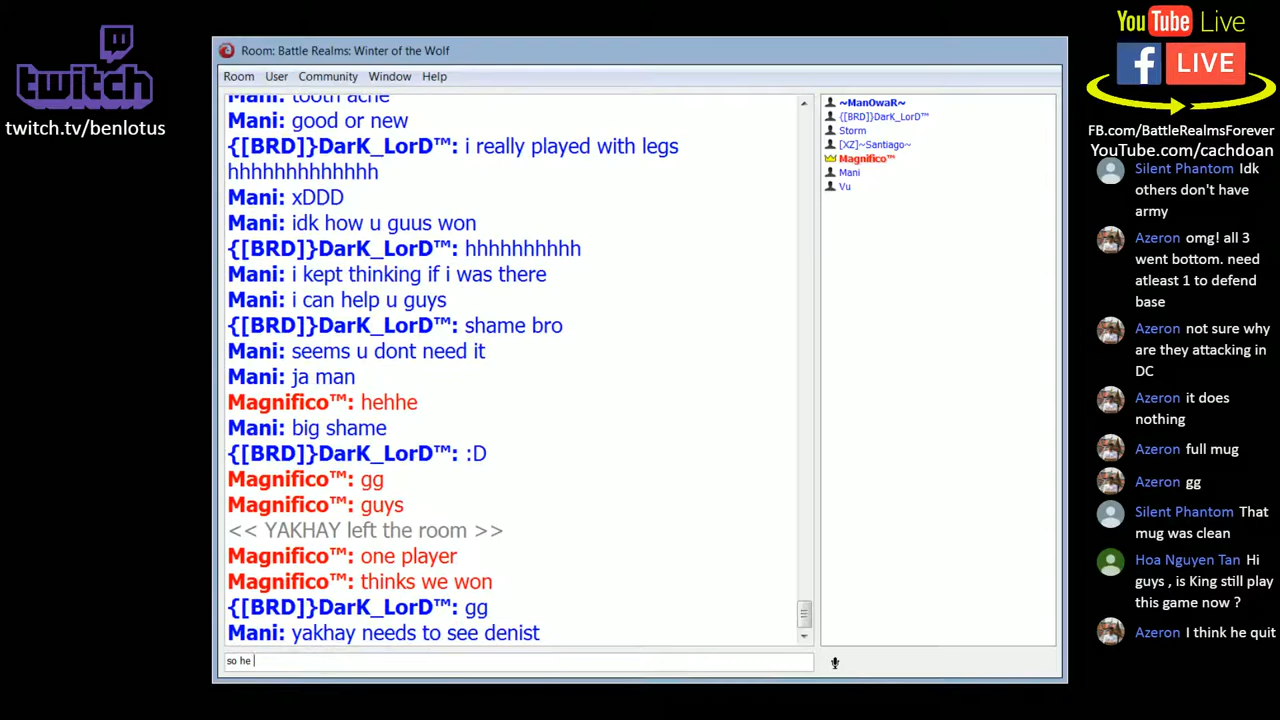 twitch
twitch.tv/benlotus
Room: Battle Realms: Winter of the Wolf
Room User Community Window Help
Mani: tooth ache
Mani: good or new
{[BRD]}DarK_LorD™: i really played with legs
hhhhhhhhhhhhh
Mani: xDDD
Mani: idk how u guus won
{[BRD]}DarK_LorD™: hhhhhhhhhh
Mani: i kept thinking if i was there
Mani: i can help u guys
{[BRD]}DarK_LorD™: shame bro
Mani: seems u dont need it
Mani: ja man
Magnifico™: hehhe
Mani: big shame
{[BRD]}DarK_LorD™: :D
Magnifico™: gg
Magnifico™: guys
<< YAKHAY left the room >>
Magnifico™: one player
Magnifico™: thinks we won
{[BRD]}DarK_LorD™: gg
Mani: yakhay needs to see denist
so he
~ManOwaR~
{[BRD]}DarK_LorD™
Storm
[XZ]~Santiago~
Magnifico™
Mani
Vu
YouTube Live
f LIVE
FB.com/BattleRealmsForever
YouTube.com/cachdoan
Silent Phantom Idk
others don't have
army
Azeron omg! all 3
went bottom. need
atleast 1 to defend
base
Azeron not sure why
are they attacking in
DC
Azeron it does
nothing
Azeron full mug
Azeron gg
Silent Phantom That
mug was clean
Hoa Nguyen Tan Hi
guys , is King still play
this game now ?
Azeron I think he quit